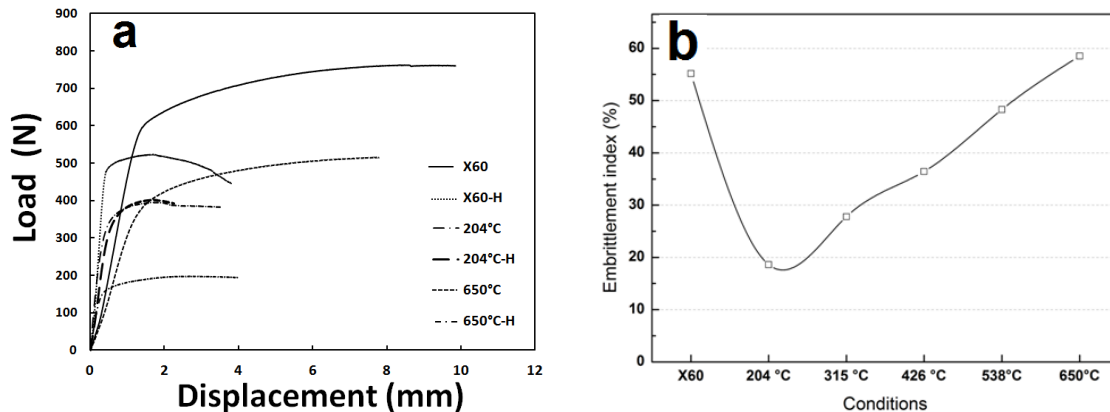 a
900
800
700
600
500
400
300
200
100
0
Load (N)
0 2 4 6 8 10 12
Displacement (mm)
X60
X60-H
204°C
204°C-H
650°C
650°C-H
b
60
50
40
30
20
10
0
Embrittlement index (%)
X60 204 °C 315 °C 426 °C 538°C 650°C
Conditions